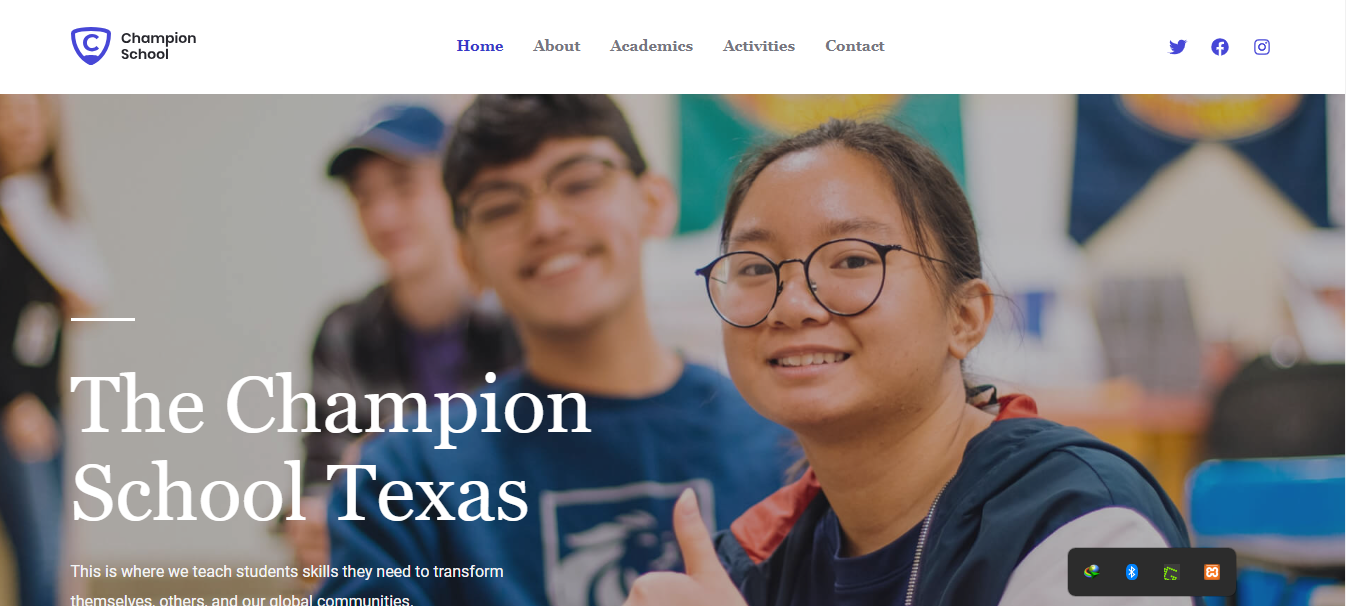 Champion
School
Home About Academics Activities Contact
The Champion
School Texas
This is where we teach students skills they need to transform
themselves, others, and our global communities.